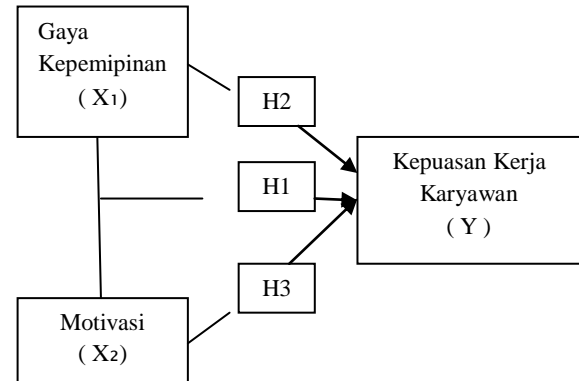 Gaya
Kepemipinan
( X₁)
H2
H1
Kepuasan Kerja
Karyawan
( Y )
H3
Motivasi
( X₂)